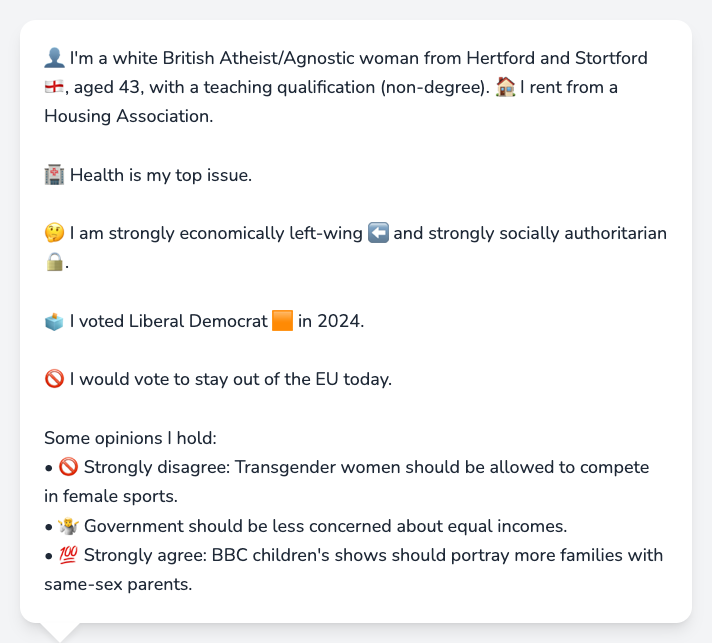 👤 I'm a white British Atheist/Agnostic woman from Hertford and Stortford
🏴󠁧󠁢󠁥󠁮󠁧󠁿, aged 43, with a teaching qualification (non-degree). 🏠 I rent from a
Housing Association.
🏥 Health is my top issue.
🤔 I am strongly economically left-wing ⬅️ and strongly socially authoritarian
🔒.
🗳️ I voted Liberal Democrat 🟧 in 2024.
🚫 I would vote to stay out of the EU today.
Some opinions I hold:
• 🚫 Strongly disagree: Transgender women should be allowed to compete
in female sports.
• 🤷 Government should be less concerned about equal incomes.
• 💯 Strongly agree: BBC children's shows should portray more families with
same-sex parents.